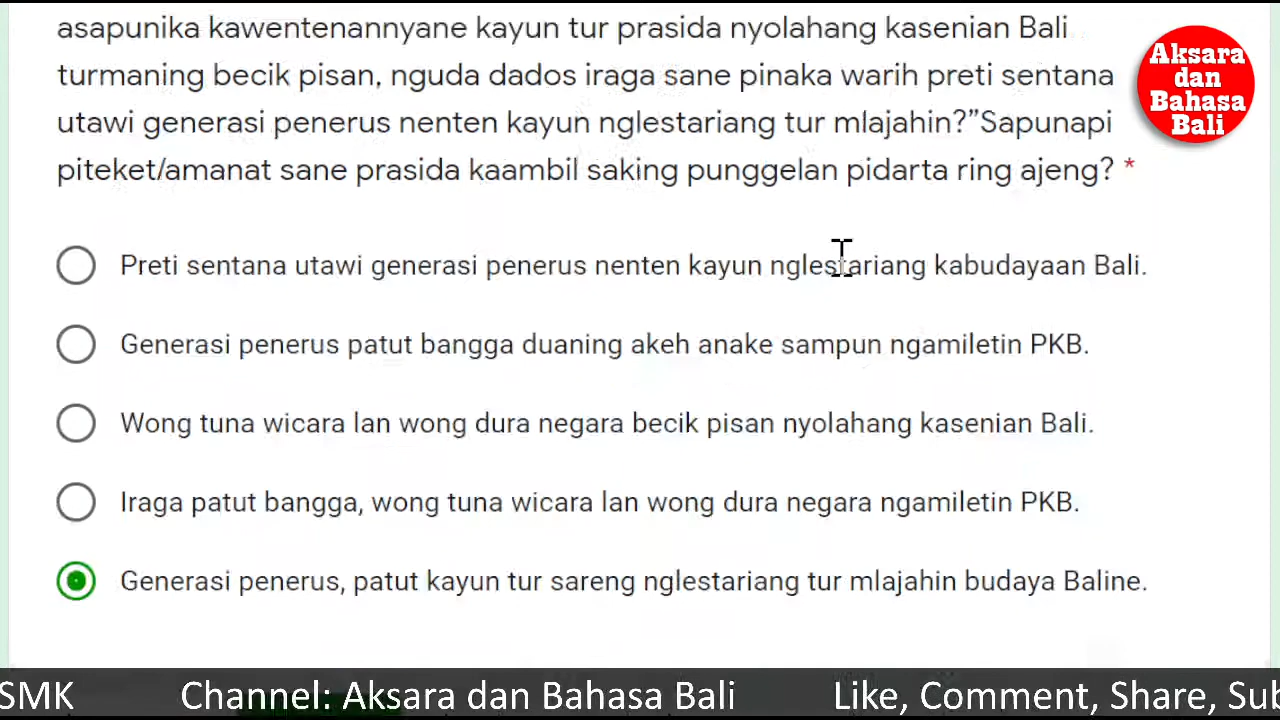 asapunika kawentenannyane kayun tur prasida nyolahang kasenian Bali
turmaning becik pisan, nguda dados iraga sane pinaka warih preti sentana
utawi generasi penerus nenten kayun nglestariang tur mlajahin?”Sapunapi
piteket/amanat sane prasida kaambil saking punggelan pidarta ring ajeng? *
Aksara
dan
Bahasa
Bali
Preti sentana utawi generasi penerus nenten kayun nglestariang kabudayaan Bali.
Generasi penerus patut bangga duaning akeh anake sampun ngamiletin PKB.
Wong tuna wicara lan wong dura negara becik pisan nyolahang kasenian Bali.
Iraga patut bangga, wong tuna wicara lan wong dura negara ngamiletin PKB.
Generasi penerus, patut kayun tur sareng nglestariang tur mlajahin budaya Baline.
SMK Channel: Aksara dan Bahasa Bali Like, Comment, Share, Sub